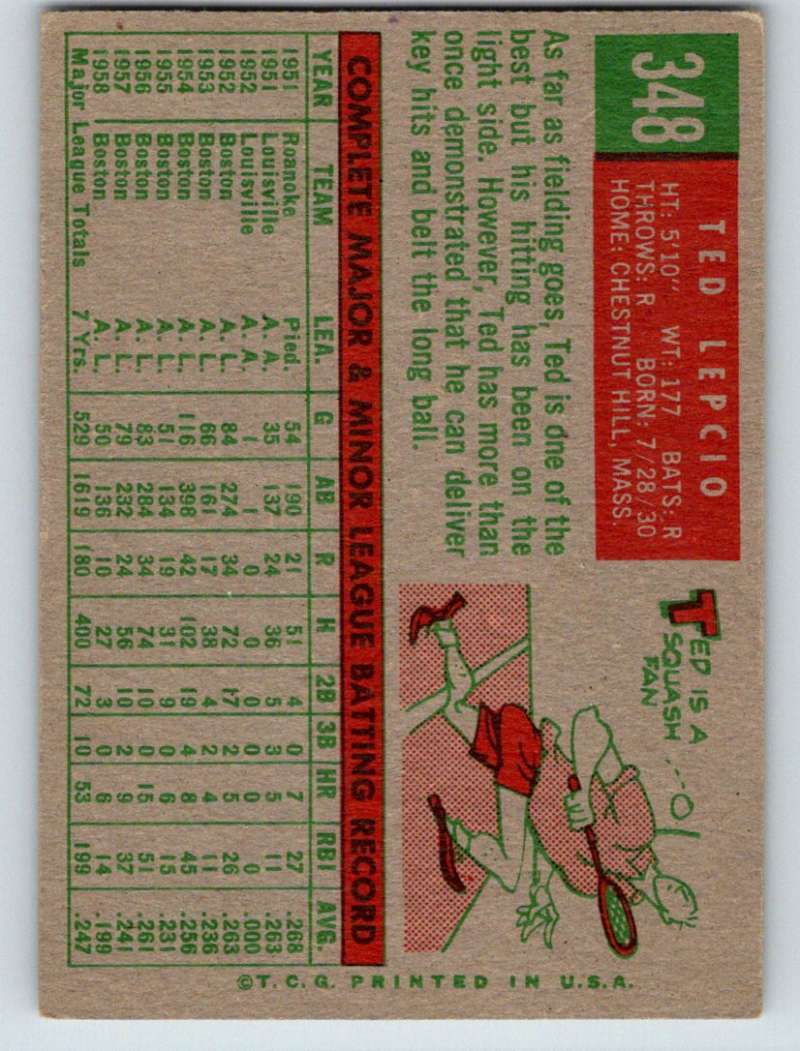 348
TED LEPCIO
HT: 5'10" WT: 177 BATS: R
THROWS: R BORN: 7/28/30
HOME: CHESTNUT HILL, MASS.
As far as fielding goes, Ted is one of the
best but his hitting has been on the
light side. However, Ted has more than
once demonstrated that he can deliver
key hits and belt the long ball.
TED IS A
SQUASH
FAN
COMPLETE MAJOR & MINOR LEAGUE BATTING RECORD
YEAR TEAM LEA. G AB R H 2B 3B HR RBI AVG.
1951 Roanoke Pied. 54 190 21 51 4 0 7 27 .268
1951 Louisville A. A. 35 137 24 36 5 3 5 11 .263
1952 Louisville A. A. 1 1 0 0 0 0 0 0 .000
1952 Boston A. L. 84 274 34 72 17 2 5 26 .263
1953 Boston A. L. 66 161 17 38 4 2 4 11 .236
1954 Boston A. L. 116 398 42 102 19 4 8 45 .256
1955 Boston A. L. 51 134 19 31 9 0 6 15 .231
1956 Boston A. L. 83 284 34 74 10 0 15 51 .261
1957 Boston A. L. 79 232 24 56 10 2 9 37 .241
1958 Boston A. L. 50 136 10 27 3 0 6 14 .199
Major League Totals 7 Yrs. 529 1619 180 400 72 10 53 199 .247
©T.C.G. PRINTED IN U.S.A.